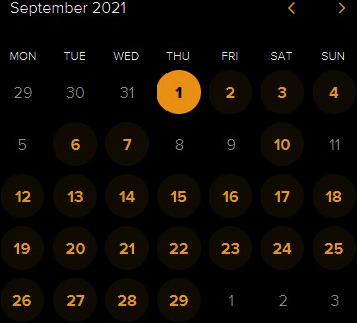 September 2021
MON TUE WED THU FRI SAT SUN
29 30 31 1 2 3 4
5 6 7 8 9 10 11
12 13 14 15 16 17 18
19 20 21 22 23 24 25
26 27 28 29 1 2 3